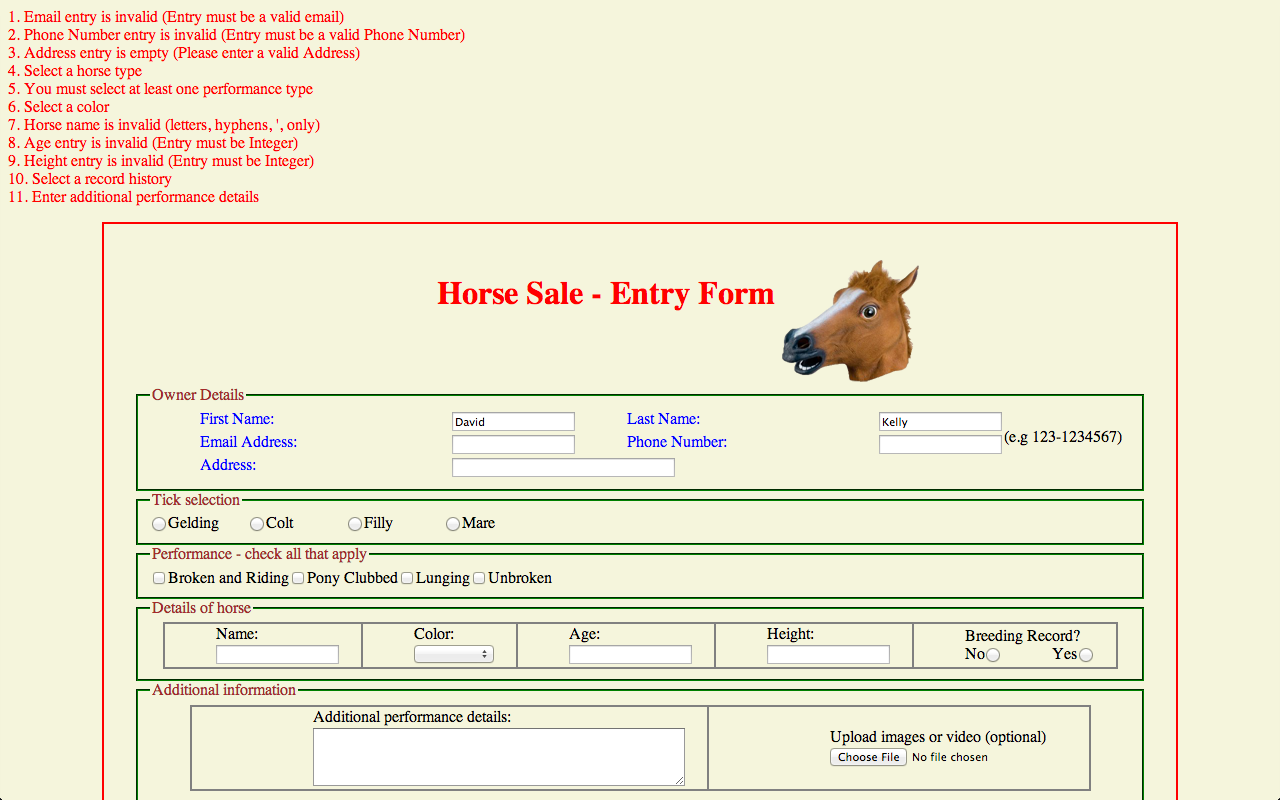 1. Email entry is invalid (Entry must be a valid email)
2. Phone Number entry is invalid (Entry must be a valid Phone Number)
3. Address entry is empty (Please enter a valid Address)
4. Select a horse type
5. You must select at least one performance type
6. Select a color
7. Horse name is invalid (letters, hyphens, ', only)
8. Age entry is invalid (Entry must be Integer)
9. Height entry is invalid (Entry must be Integer)
10. Select a record history
11. Enter additional performance details
Horse Sale - Entry Form
Owner Details
First Name: David Last Name: Kelly
Email Address: Phone Number: (e.g 123-1234567)
Address:
Tick selection
Gelding Colt Filly Mare
Performance - check all that apply
Broken and Riding Pony Clubbed Lunging Unbroken
Details of horse
Name: Color: Age: Height: Breeding Record?
No Yes
Additional information
Additional performance details:
Upload images or video (optional)
Choose File No file chosen